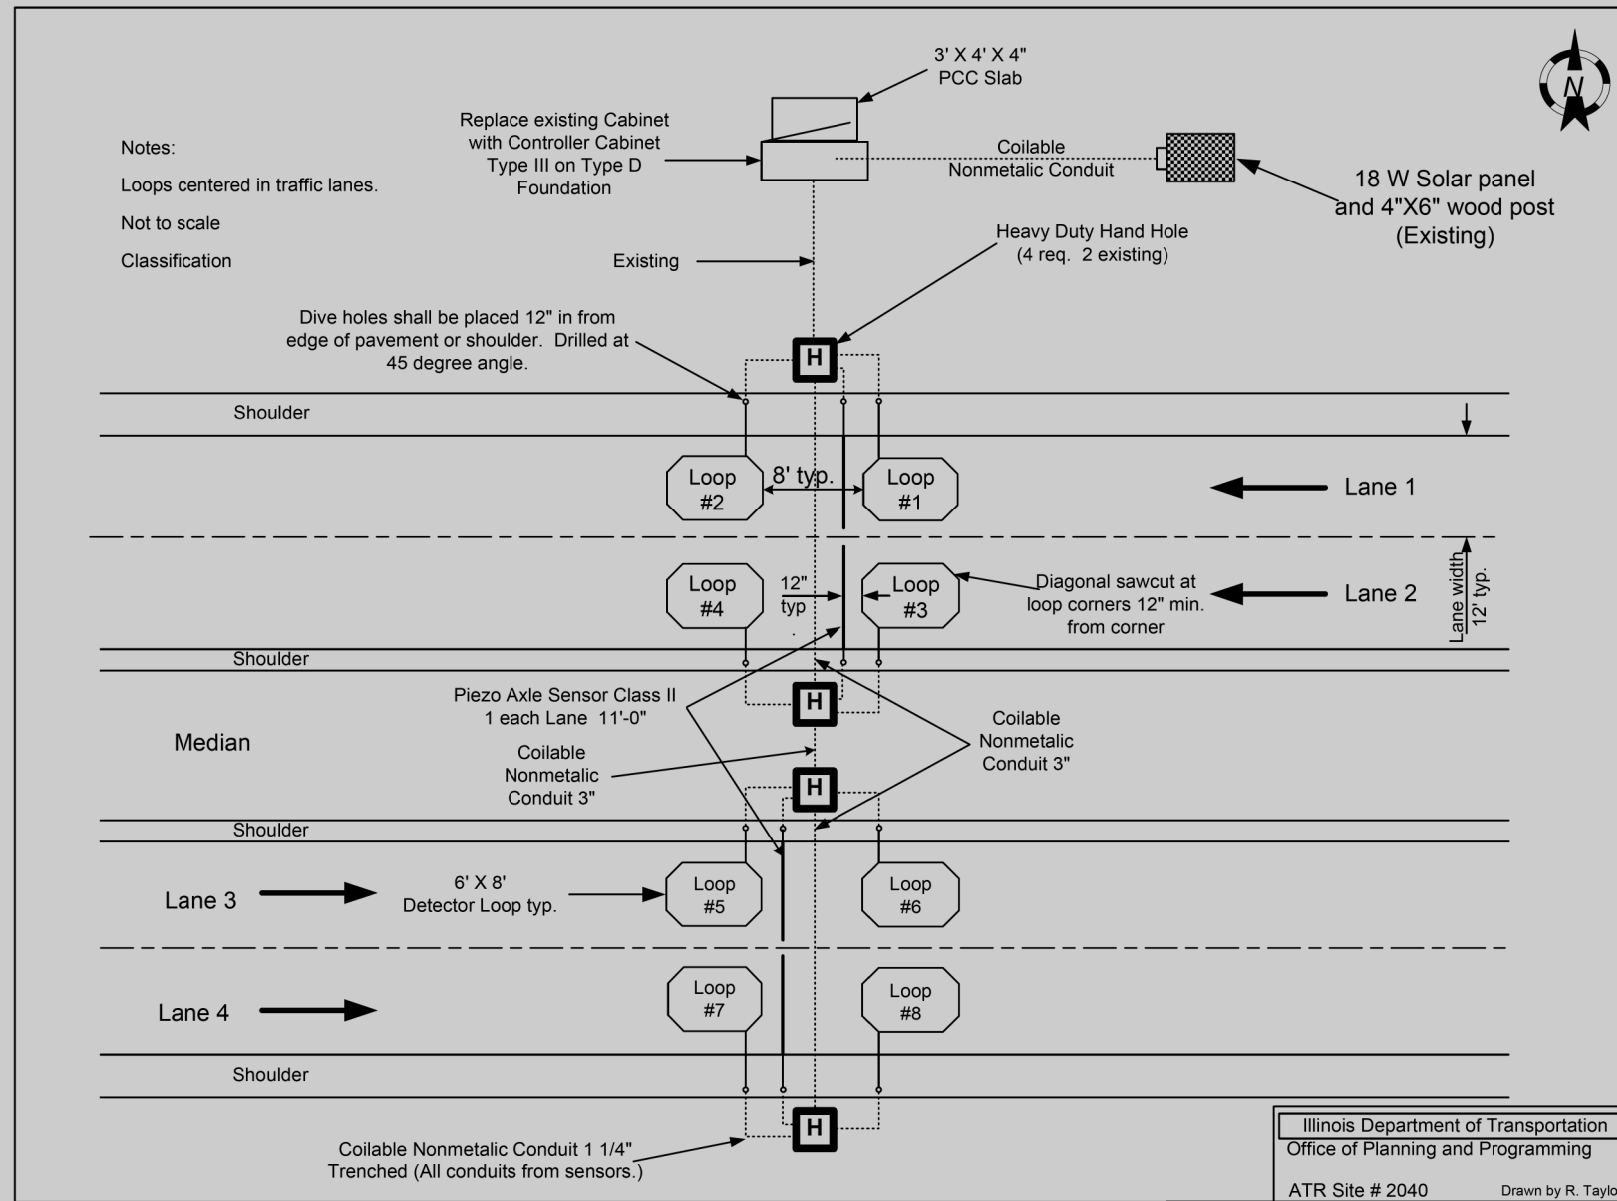 3' X 4' X 4"
PCC Slab
N
Replace existing Cabinet
with Controller Cabinet
Type III on Type D
Foundation
Notes:
Loops centered in traffic lanes.
Not to scale
Classification
Coilable
Nonmetalic Conduit
18 W Solar panel
and 4"X6" wood post
(Existing)
Heavy Duty Hand Hole
(4 req. 2 existing)
Existing
Dive holes shall be placed 12" in from
edge of pavement or shoulder. Drilled at
45 degree angle.
H
Shoulder
Loop
#2
8' typ.
Loop
#1
Lane 1
Loop
#4
12"
typ
.
Loop
#3
Diagonal sawcut at
loop corners 12" min.
from corner
Lane 2
Lane width
12' typ.
Shoulder
Piezo Axle Sensor Class II
1 each Lane 11'-0"
H
Median
Coilable
Nonmetalic
Conduit 3"
Coilable
Nonmetalic
Conduit 3"
H
Shoulder
Lane 3
6' X 8'
Detector Loop typ.
Loop
#5
Loop
#6
Lane 4
Loop
#7
Loop
#8
Shoulder
H
Coilable Nonmetalic Conduit 1 1/4"
Trenched (All conduits from sensors.)
Illinois Department of Transportation
Office of Planning and Programming
ATR Site # 2040
Drawn by R. Taylo